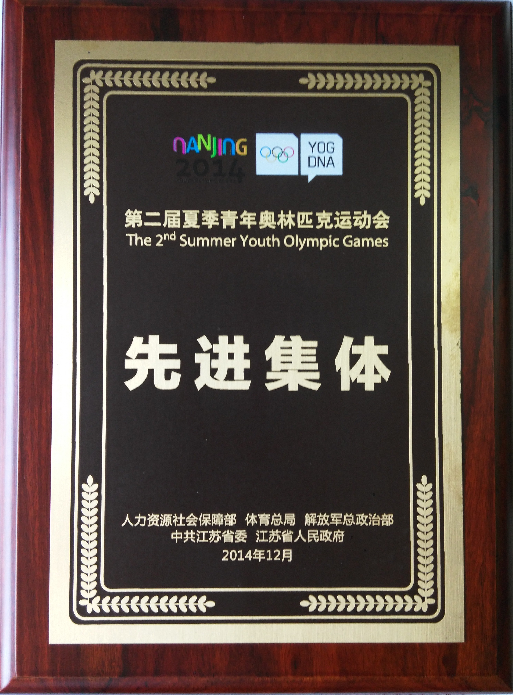 NANJING
2014
YOG
DNA
第二届夏季青年奥林匹克运动会
The 2nd Summer Youth Olympic Games
先进集体
人力资源社会保障部 体育总局 解放军总政治部
中共江苏省委 江苏省人民政府
2014年12月